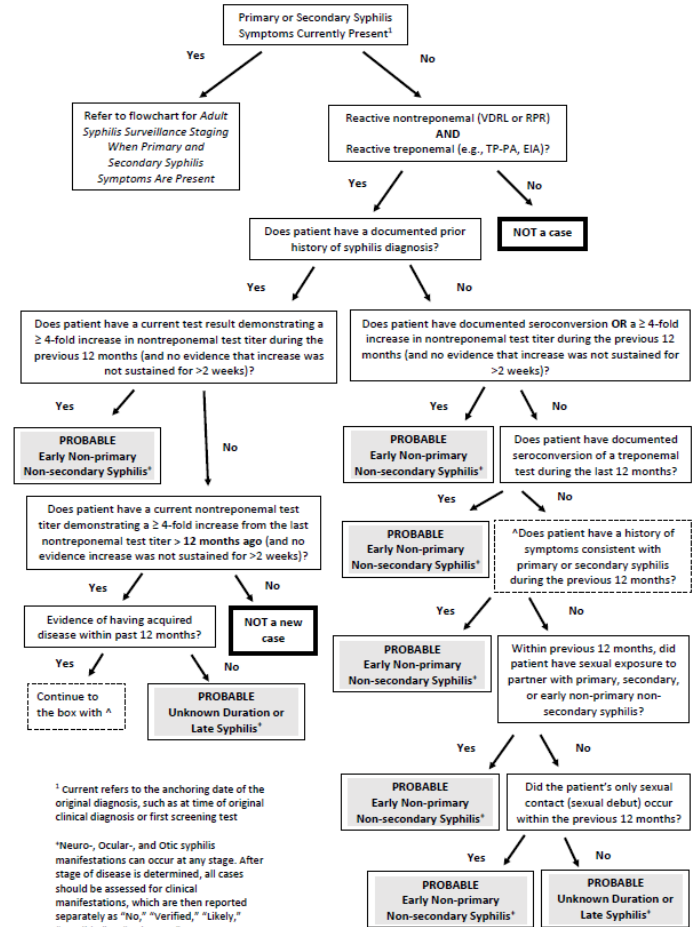 Primary or Secondary Syphilis
Symptoms Currently Present¹
Yes
No
Refer to flowchart for Adult
Syphilis Surveillance Staging
When Primary and
Secondary Syphilis
Symptoms Are Present
Reactive nontreponemal (VDRL or RPR)
AND
Reactive treponemal (e.g., TP-PA, EIA)?
Yes
No
Does patient have a documented prior
history of syphilis diagnosis?
NOT a case
Yes
No
Does patient have a current test result demonstrating a
≥ 4-fold increase in nontreponemal test titer during the
previous 12 months (and no evidence that increase was
not sustained for >2 weeks)?
Does patient have documented seroconversion OR a ≥ 4-fold
increase in nontreponemal test titer during the previous 12
months (and no evidence that increase was not sustained for
>2 weeks)?
Yes
No
Yes
No
PROBABLE
Early Non-primary
Non-secondary Syphilis⁺
PROBABLE
Early Non-primary
Non-secondary Syphilis⁺
Does patient have documented
seroconversion of a treponemal
test during the last 12 months?
Yes
No
Does patient have a current nontreponemal test
titer demonstrating a ≥ 4-fold increase from the last
nontreponemal test titer > 12 months ago (and no
evidence increase was not sustained for >2 weeks)?
PROBABLE
Early Non-primary
Non-secondary Syphilis⁺
^Does patient have a history of
symptoms consistent with
primary or secondary syphilis
during the previous 12 months?
Yes
No
Yes
No
Evidence of having acquired
disease within past 12 months?
NOT a new
case
PROBABLE
Early Non-primary
Non-secondary Syphilis⁺
Within previous 12 months, did
patient have sexual exposure to
partner with primary, secondary,
or early non-primary non-
secondary syphilis?
Yes
No
Continue to
the box with ^
PROBABLE
Unknown Duration or
Late Syphilis⁺
Yes
No
PROBABLE
Early Non-primary
Non-secondary Syphilis⁺
Did the patient's only sexual
contact (sexual debut) occur
within the previous 12 months?
Yes
No
PROBABLE
Early Non-primary
Non-secondary Syphilis⁺
PROBABLE
Unknown Duration or
Late Syphilis⁺
¹ Current refers to the anchoring date of the
original diagnosis, such as at time of original
clinical diagnosis or first screening test
⁺Neuro-, Ocular-, and Otic syphilis
manifestations can occur at any stage. After
stage of disease is determined, all cases
should be assessed for clinical
manifestations, which are then reported
separately as "No," "Verified," "Likely,"